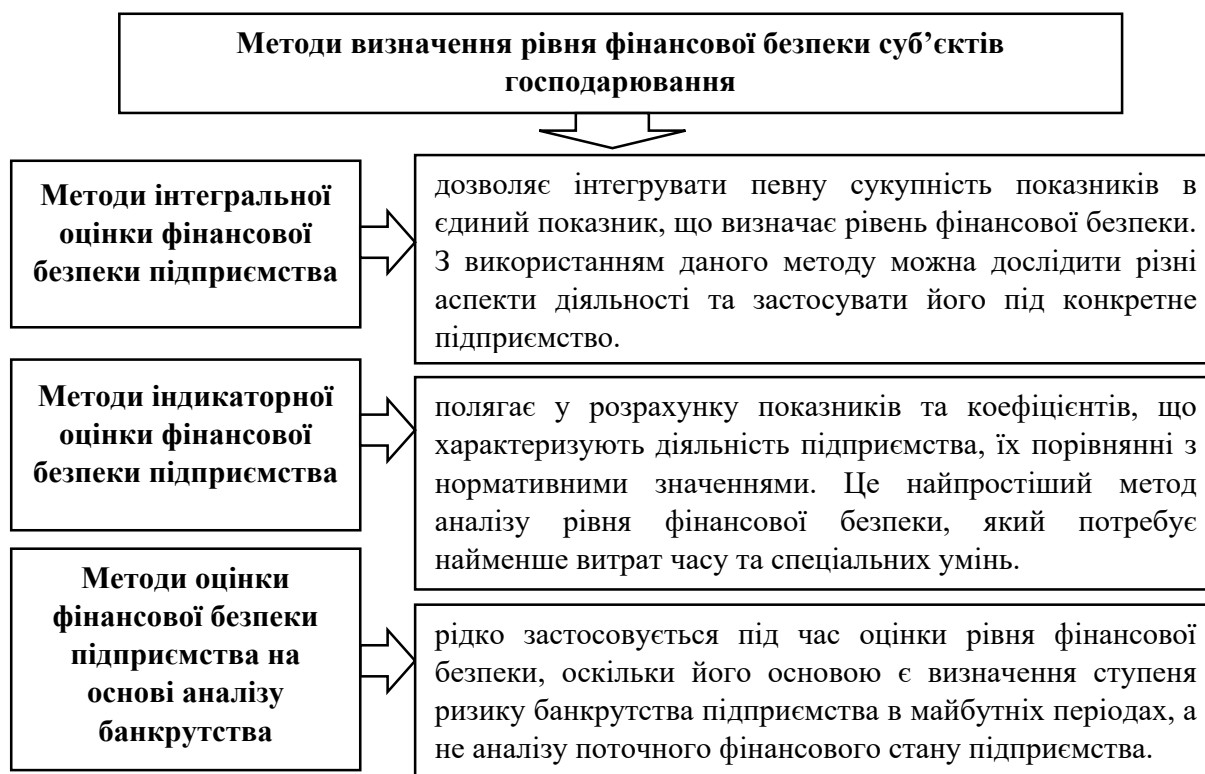 Методи визначення рівня фінансової безпеки суб’єктів
господарювання
Методи інтегральної
оцінки фінансової
безпеки підприємства
дозволяє інтегрувати певну сукупність показників в
єдиний показник, що визначає рівень фінансової безпеки.
З використанням даного методу можна дослідити різні
аспекти діяльності та застосувати його під конкретне
підприємство.
Методи індикаторної
оцінки фінансової
безпеки підприємства
полягає у розрахунку показників та коефіцієнтів, що
характеризують діяльність підприємства, їх порівнянні з
нормативними значеннями. Це найпростіший метод
аналізу рівня фінансової безпеки, який потребує
найменше витрат часу та спеціальних умінь.
Методи оцінки
фінансової безпеки
підприємства на
основі аналізу
банкрутства
рідко застосовується під час оцінки рівня фінансової
безпеки, оскільки його основою є визначення ступеня
ризику банкрутства підприємства в майбутніх періодах, а
не аналізу поточного фінансового стану підприємства.